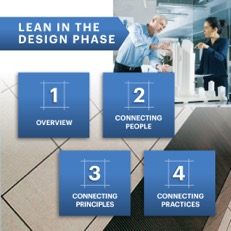 LEAN IN THE
DESIGN PHASE
1
OVERVIEW
2
CONNECTING
PEOPLE
3
CONNECTING
PRINCIPLES
4
CONNECTING
PRACTICES